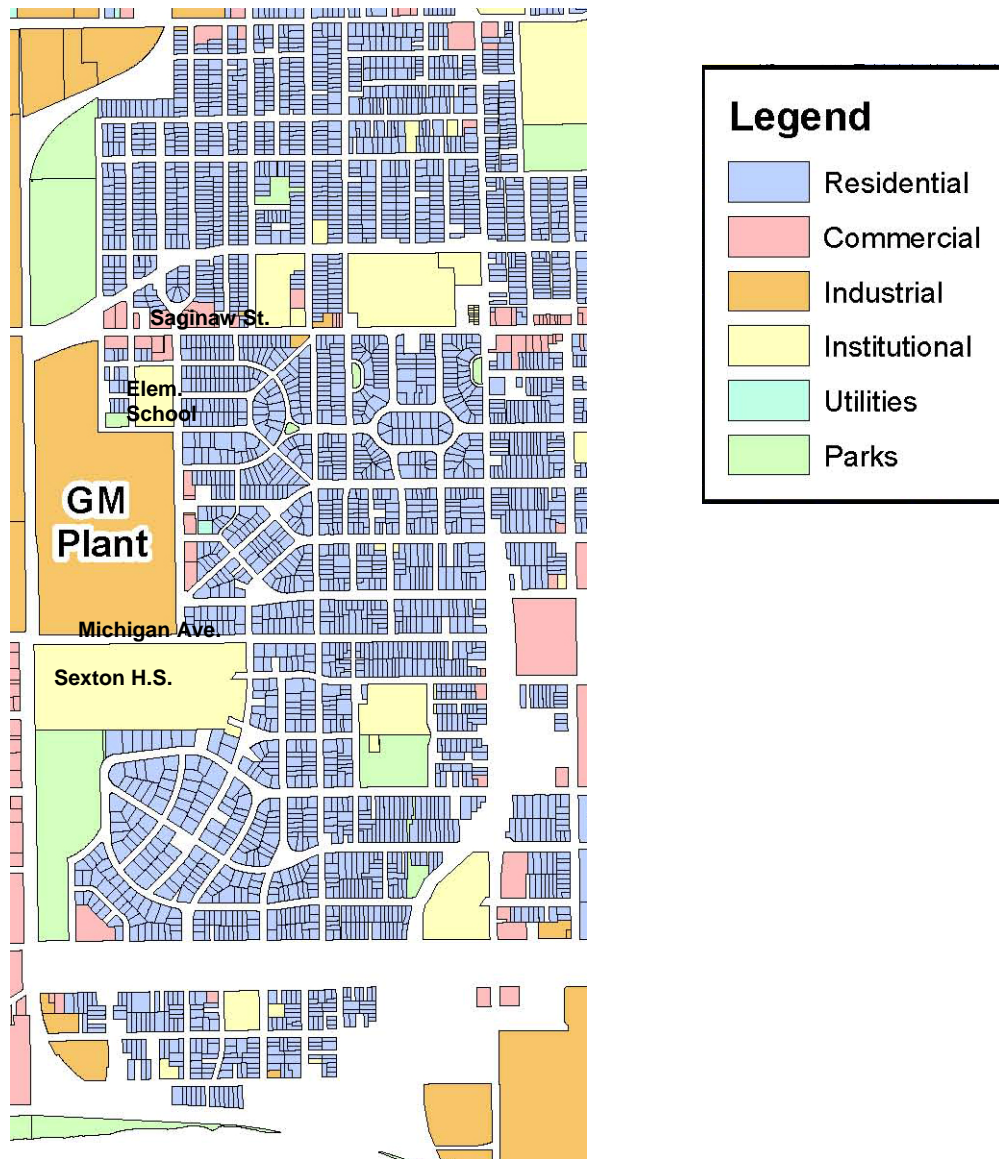 Legend
Residential
Commercial
Industrial
Institutional
Utilities
Parks
Saginaw St.
Elem.
School
GM
Plant
Michigan Ave.
Sexton H.S.